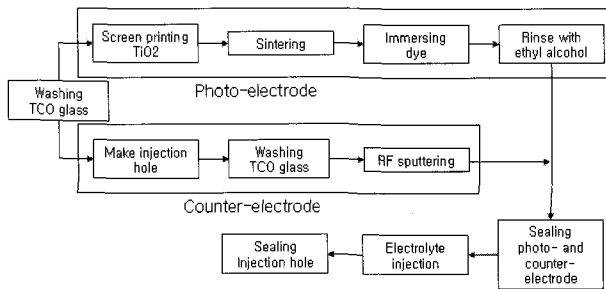 Screen printing
TiO2
Sintering
Immersing
dye
Rinse with
ethyl alcohol
Photo-electrode
Washing
TCO glass
Make injection
hole
Washing
TCO glass
RF sputtering
Counter-electrode
Sealing
Injection hole
Electrolyte
injection
Sealing
photo- and
counter-
electrode